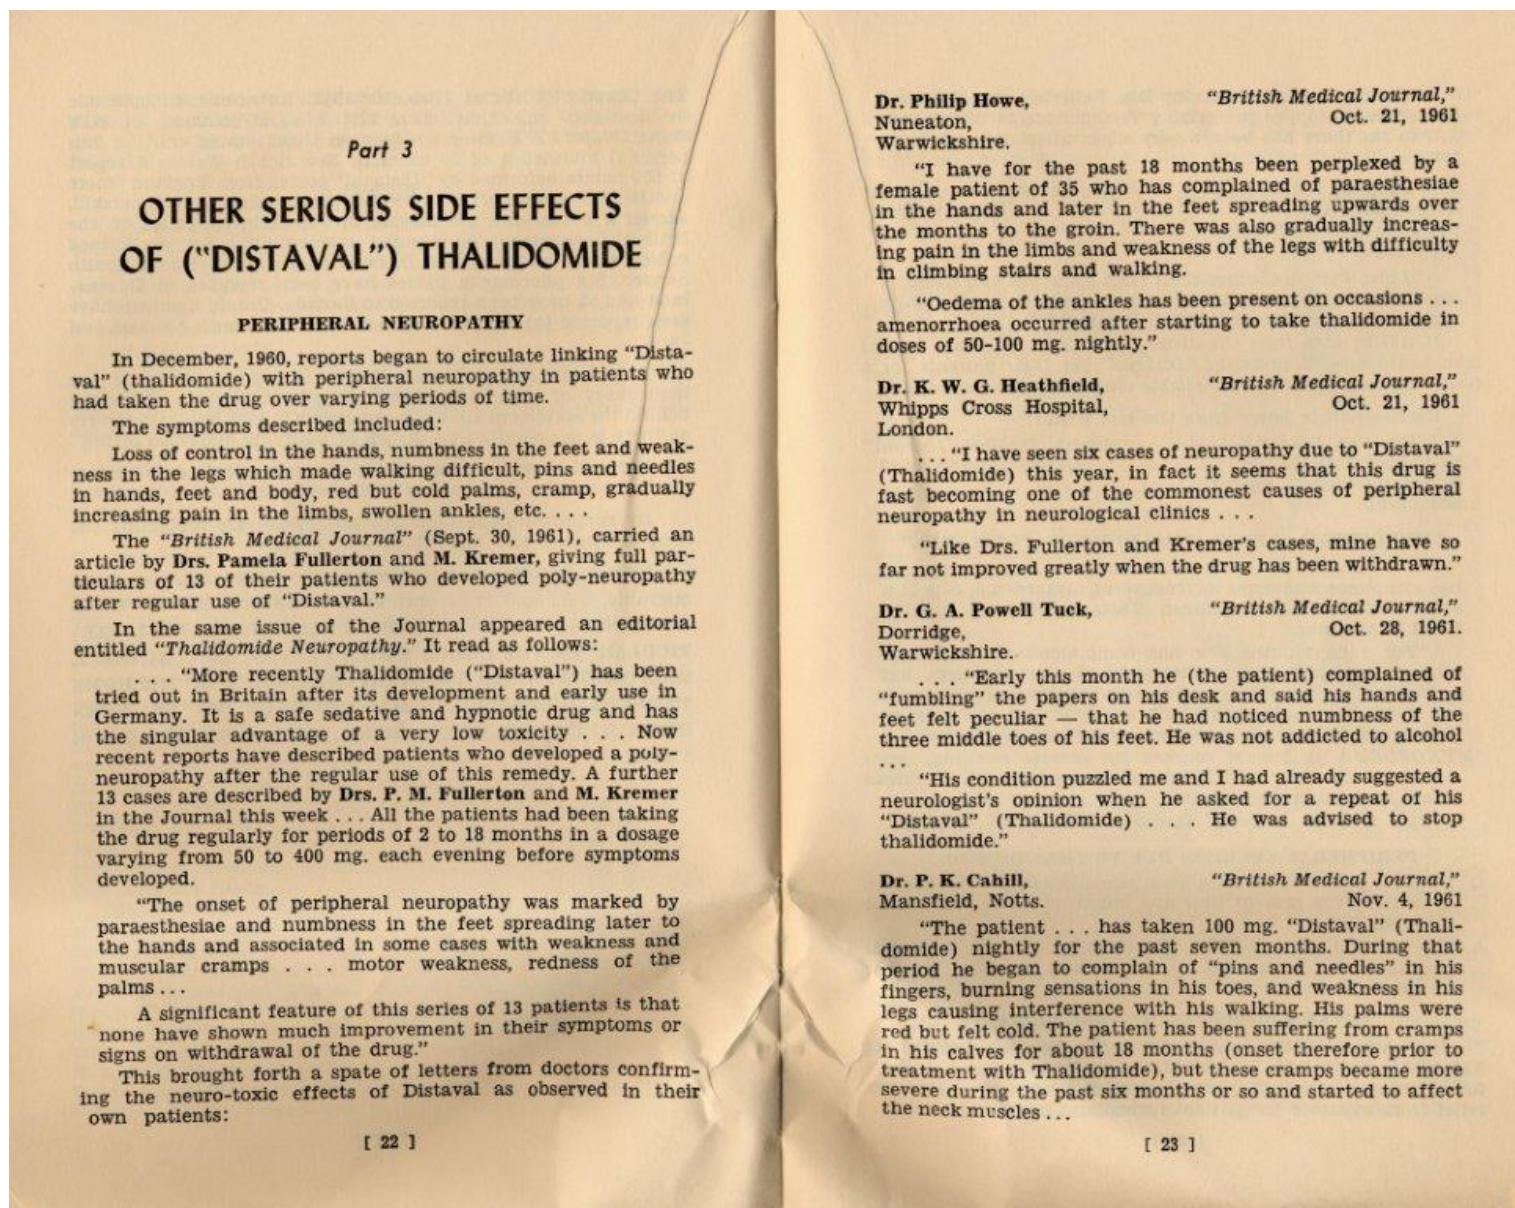 Part 3
OTHER SERIOUS SIDE EFFECTS
OF ("DISTAVAL") THALIDOMIDE
PERIPHERAL NEUROPATHY
In December, 1960, reports began to circulate linking "Dista-
val" (thalidomide) with peripheral neuropathy in patients who
had taken the drug over varying periods of time.
The symptoms described included:
Loss of control in the hands, numbness in the feet and weak-
ness in the legs which made walking difficult, pins and needles
in hands, feet and body, red but cold palms, cramp, gradually
increasing pain in the limbs, swollen ankles, etc. . . .
The "British Medical Journal" (Sept. 30, 1961), carried an
article by Drs. Pamela Fullerton and M. Kremer, giving full par-
ticulars of 13 of their patients who developed poly-neuropathy
after regular use of "Distaval."
In the same issue of the Journal appeared an editorial
entitled "Thalidomide Neuropathy." It read as follows:
. . . "More recently Thalidomide ("Distaval") has been
tried out in Britain after its development and early use in
Germany. It is a safe sedative and hypnotic drug and has
the singular advantage of a very low toxicity . . . Now
recent reports have described patients who developed a poly-
neuropathy after the regular use of this remedy. A further
13 cases are described by Drs. P. M. Fullerton and M. Kremer
in the Journal this week . . . All the patients had been taking
the drug regularly for periods of 2 to 18 months in a dosage
varying from 50 to 400 mg. each evening before symptoms
developed.
"The onset of peripheral neuropathy was marked by
paraesthesiae and numbness in the feet spreading later to
the hands and associated in some cases with weakness and
muscular cramps . . . motor weakness, redness of the
palms . . .
A significant feature of this series of 13 patients is that
none have shown much improvement in their symptoms or
signs on withdrawal of the drug."
This brought forth a spate of letters from doctors confirm-
ing the neuro-toxic effects of Distaval as observed in their
own patients:
[ 22 ]
Dr. Philip Howe, "British Medical Journal,"
Nuneaton, Oct. 21, 1961
Warwickshire.
"I have for the past 18 months been perplexed by a
female patient of 35 who has complained of paraesthesiae
in the hands and later in the feet spreading upwards over
the months to the groin. There was also gradually increas-
ing pain in the limbs and weakness of the legs with difficulty
in climbing stairs and walking.
"Oedema of the ankles has been present on occasions . . .
amenorrhoea occurred after starting to take thalidomide in
doses of 50-100 mg. nightly."
Dr. K. W. G. Heathfield, "British Medical Journal,"
Whipps Cross Hospital, Oct. 21, 1961
London.
. . . "I have seen six cases of neuropathy due to "Distaval"
(Thalidomide) this year, in fact it seems that this drug is
fast becoming one of the commonest causes of peripheral
neuropathy in neurological clinics . . .
"Like Drs. Fullerton and Kremer's cases, mine have so
far not improved greatly when the drug has been withdrawn."
Dr. G. A. Powell Tuck, "British Medical Journal,"
Dorridge, Oct. 28, 1961.
Warwickshire.
. . . "Early this month he (the patient) complained of
"fumbling" the papers on his desk and said his hands and
feet felt peculiar — that he had noticed numbness of the
three middle toes of his feet. He was not addicted to alcohol
. . .
"His condition puzzled me and I had already suggested a
neurologist's opinion when he asked for a repeat of his
"Distaval" (Thalidomide) . . . He was advised to stop
thalidomide."
Dr. P. K. Cahill, "British Medical Journal,"
Mansfield, Notts. Nov. 4, 1961
"The patient . . . has taken 100 mg. "Distaval" (Thali-
domide) nightly for the past seven months. During that
period he began to complain of "pins and needles" in his
fingers, burning sensations in his toes, and weakness in his
legs causing interference with his walking. His palms were
red but felt cold. The patient has been suffering from cramps
in his calves for about 18 months (onset therefore prior to
treatment with Thalidomide), but these cramps became more
severe during the past six months or so and started to affect
the neck muscles . . .
[ 23 ]